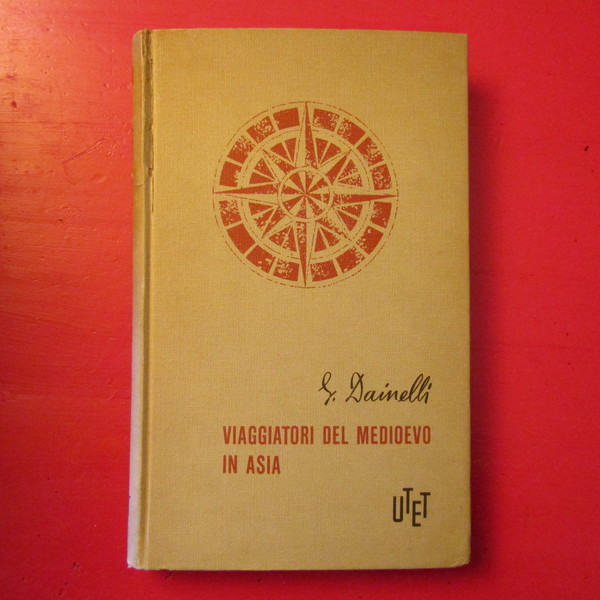 G. Dainelli
VIAGGIATORI DEL MEDIOEVO
IN ASIA
UTET